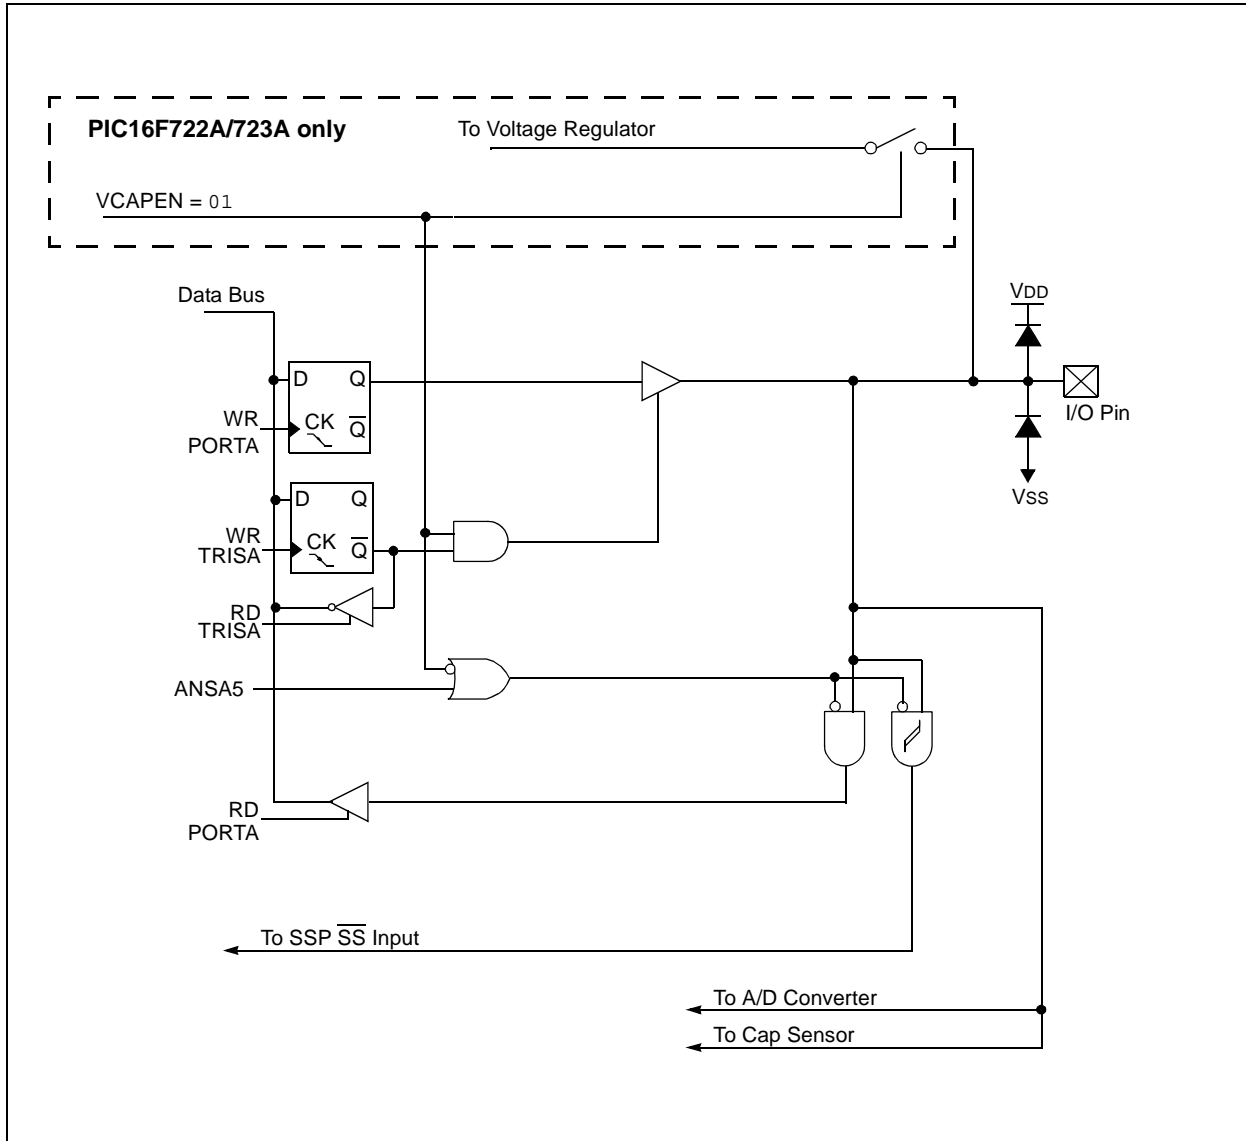 PIC16F722A/723A only
To Voltage Regulator
VCAPEN = 01
Data Bus
VDD
D Q
WR
PORTA
CK Q
I/O Pin
VSS
D Q
WR
TRISA
CK Q
RD
TRISA
ANSA5
RD
PORTA
To SSP SS Input
To A/D Converter
To Cap Sensor